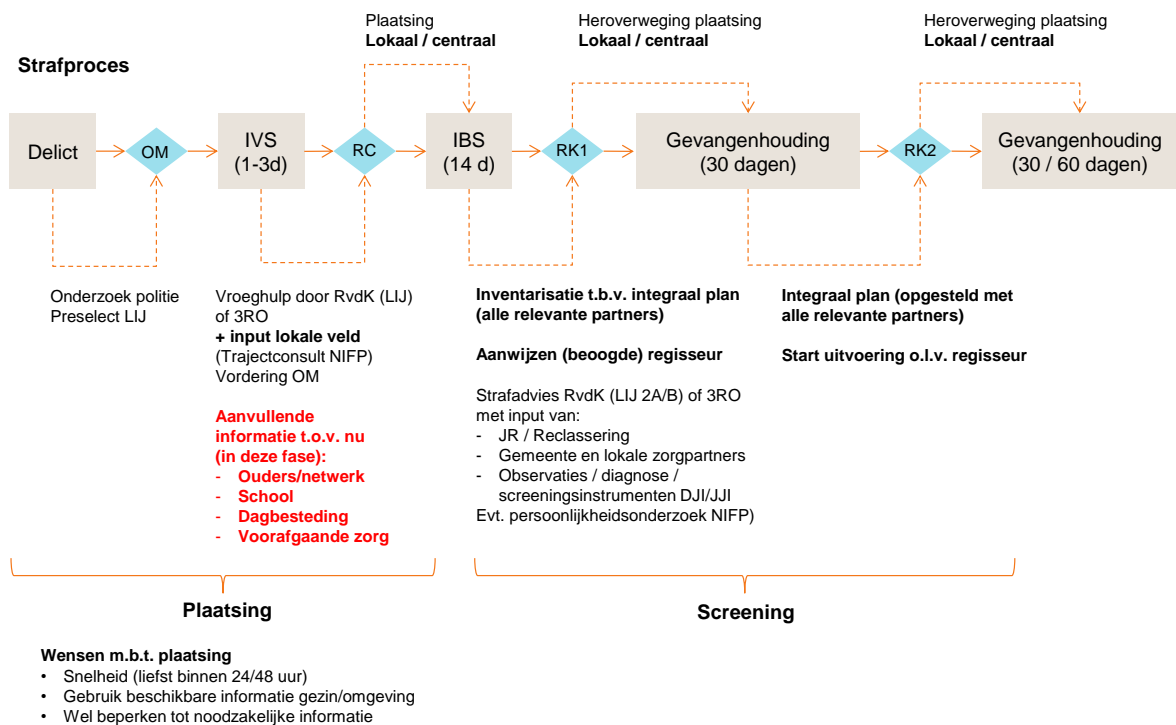 Plaatsing
Lokaal / centraal
Heroverweging plaatsing
Lokaal / centraal
Heroverweging plaatsing
Lokaal / centraal
Strafproces
Delict
OM
IVS
(1-3d)
RC
IBS
(14 d)
RK1
Gevangenhouding
(30 dagen)
RK2
Gevangenhouding
(30 / 60 dagen)
Onderzoek politie
Preselect LIJ
Vroeghulp door RvdK (LIJ)
of 3RO
+ input lokale veld
(Trajectconsult NIFP)
Vordering OM
Aanvullende
informatie t.o.v. nu
(in deze fase):
- Ouders/netwerk
- School
- Dagbesteding
- Voorafgaande zorg
Inventarisatie t.b.v. integraal plan
(alle relevante partners)
Aanwijzen (beoogde) regisseur
Strafadvies RvdK (LIJ 2A/B) of 3RO
met input van:
- JR / Reclassering
- Gemeente en lokale zorgpartners
- Observaties / diagnose /
screeningsinstrumenten DJI/JJI
Evt. persoonlijkheidsonderzoek NIFP)
Integraal plan (opgesteld met
alle relevante partners)
Start uitvoering o.l.v. regisseur
Plaatsing
Screening
Wensen m.b.t. plaatsing
• Snelheid (liefst binnen 24/48 uur)
• Gebruik beschikbare informatie gezin/omgeving
• Wel beperken tot noodzakelijke informatie